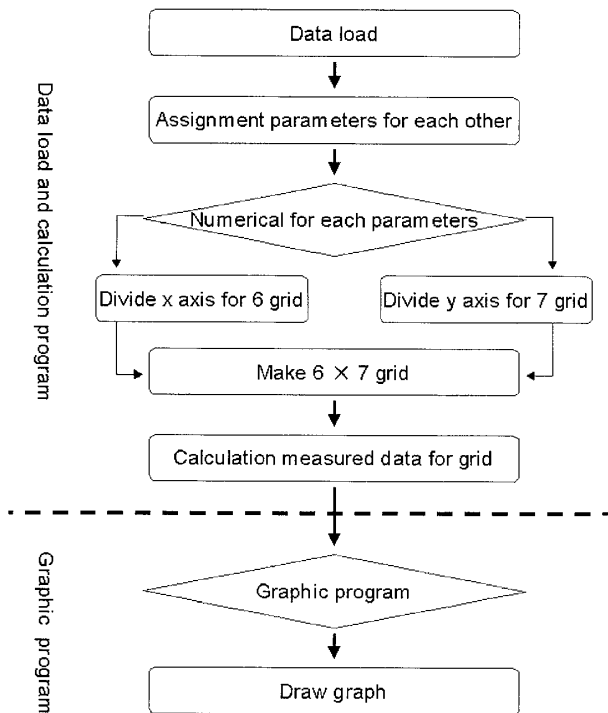 Data load
Assignment parameters for each other
Numerical for each parameters
Divide x axis for 6 grid
Divide y axis for 7 grid
Make 6 × 7 grid
Calculation measured data for grid
Data load and calculation program
Graphic program
Draw graph
Graphic program